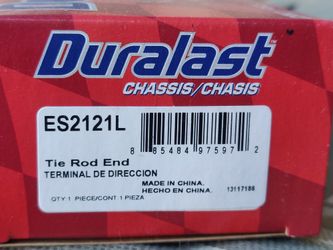 Duralast
CHASSIS/CHASIS
ES2121L
8 85484 97597 2
Tie Rod End
TERMINAL DE DIRECCION
MADE IN CHINA.
HECHO EN CHINA.
QTY:1 PIECE/CONT 1 PIEZA
13117186